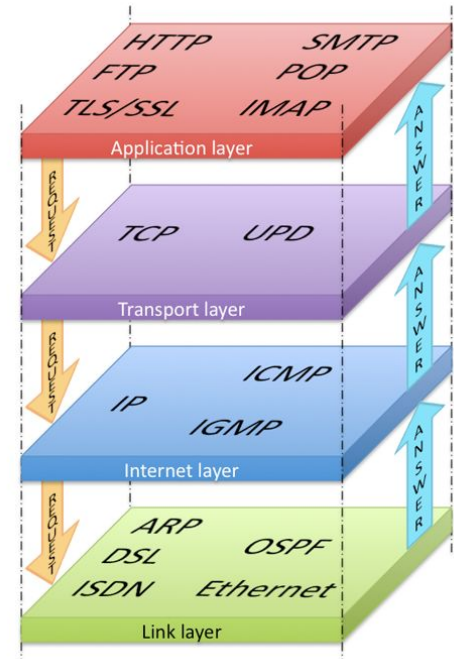 HTTP SMTP
FTP POP
TLS/SSL IMAP
Application layer
REQUEST
ANSWER
TCP UPD
Transport layer
REQUEST
ANSWER
ICMP
IP
IGMP
Internet layer
REQUEST
ANSWER
ARP
OSPF
DSL
ISDN Ethernet
Link layer